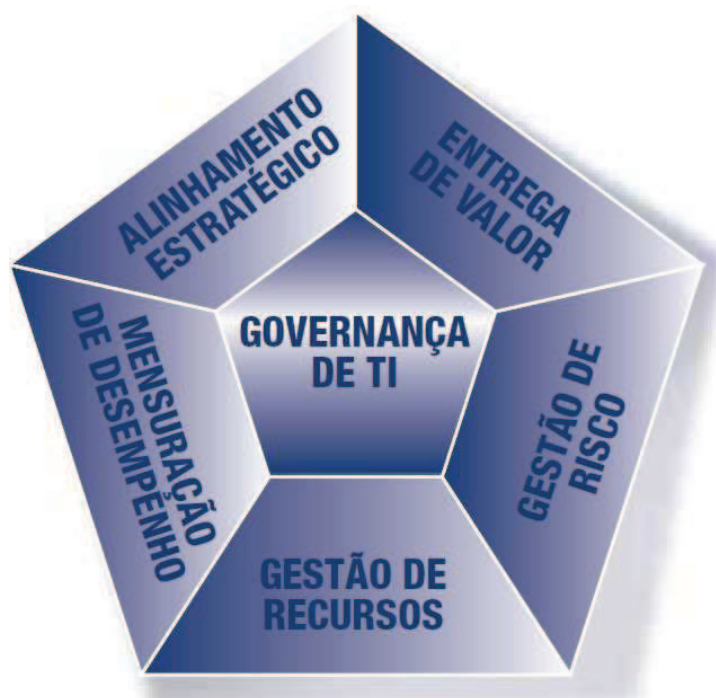 ALINHAMENTO
ESTRATÉGICO
ENTREGA
DE VALOR
MENSURAÇÃO
DE DESEMPENHO
GOVERNANÇA
DE TI
GESTÃO DE
RISCO
GESTÃO DE
RECURSOS